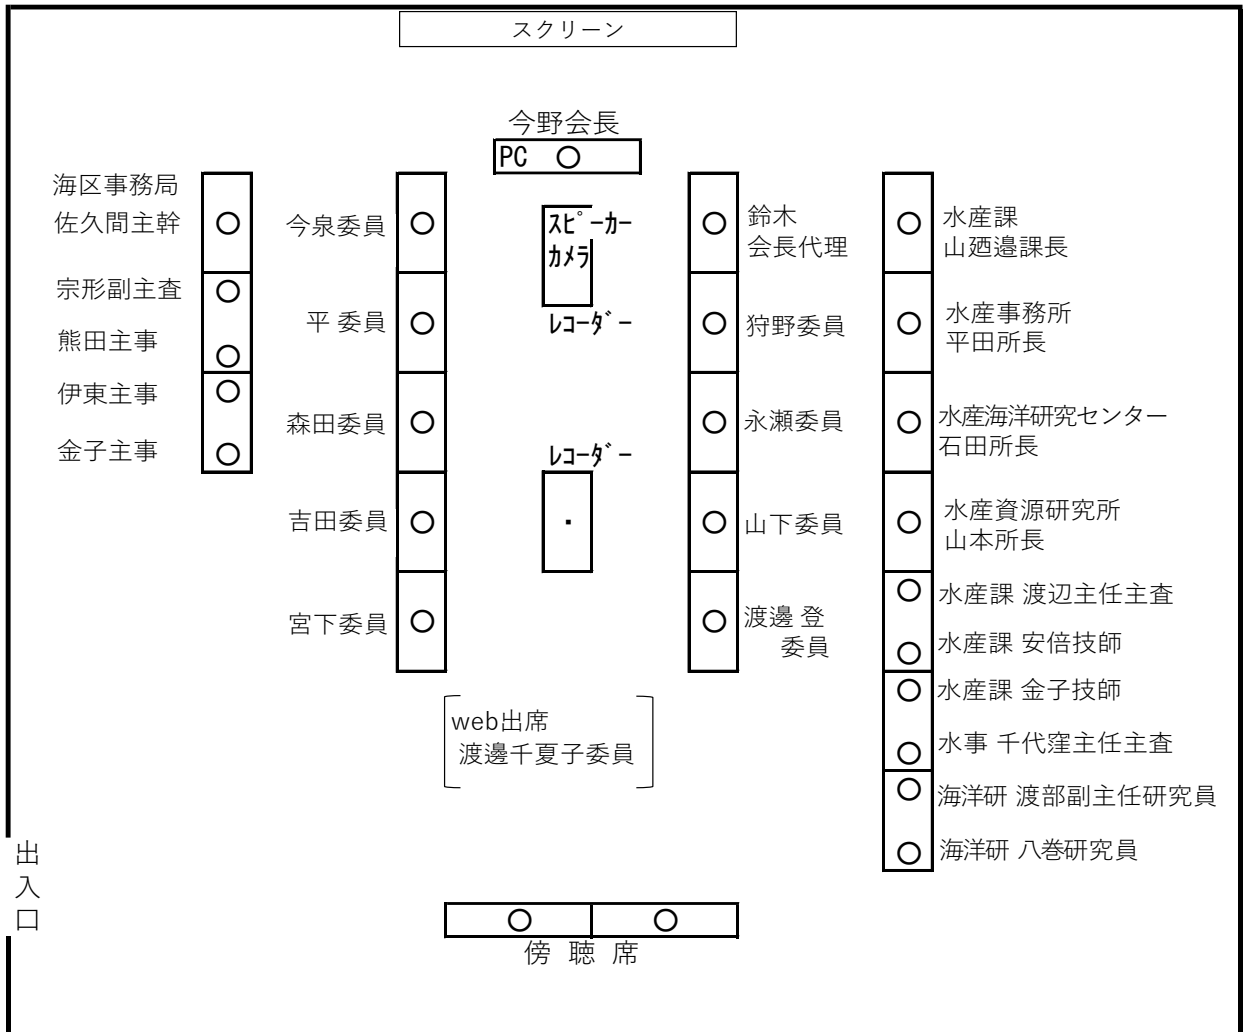 スクリーン
今野会長
PC
海区事務局
佐久間主幹
宗形副主査
熊田主事
伊東主事
金子主事
今泉委員
平 委員
森田委員
吉田委員
宮下委員
スピーカー
カメラ
レコーダー
レコーダー
鈴木
会長代理
狩野委員
永瀬委員
山下委員
渡邊 登
委員
水産課
山廼邉課長
水産事務所
平田所長
水産海洋研究センター
石田所長
水産資源研究所
山本所長
水産課 渡辺主任主査
水産課 安倍技師
水産課 金子技師
水事 千代窪主任主査
海洋研 渡部副主任研究員
海洋研 八巻研究員
web出席
渡邊千夏子委員
出入口
傍 聴 席